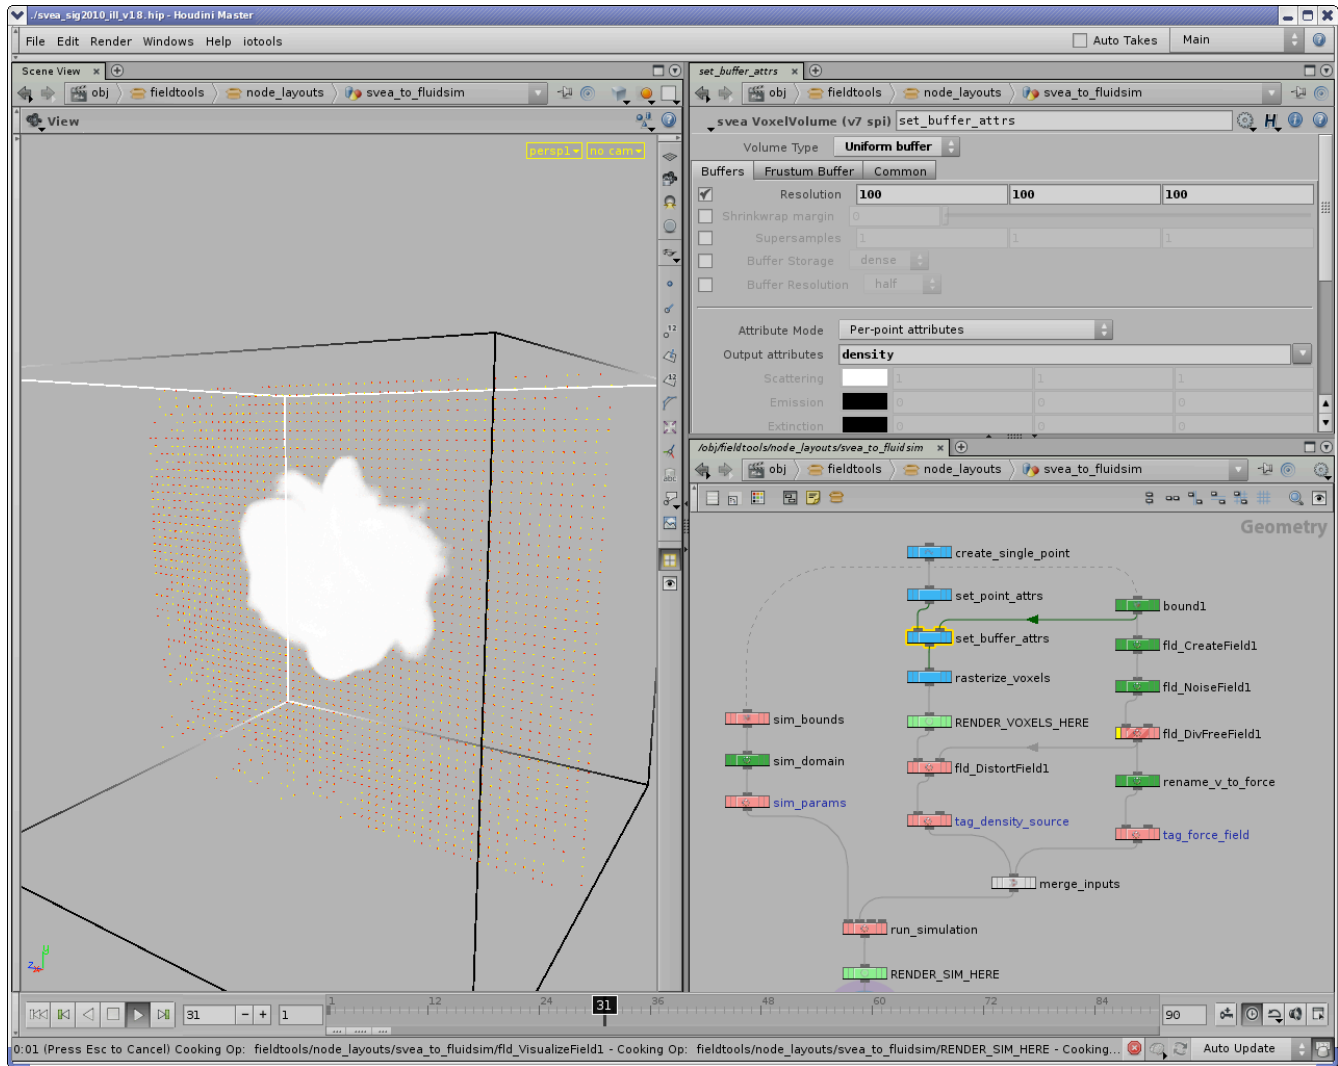 ./svea_sig2010_ill_v18.hip - Houdini Master
File Edit Render Windows Help iotools
Auto Takes Main
Scene View
obj fieldtools node_layouts svea_to_fluidsim
View
persp1 no cam
12
12
abc
z x y
set_buffer_attrs
obj fieldtools node_layouts svea_to_fluidsim
svea VoxelVolume (v7 spi) set_buffer_attrs
Volume Type Uniform buffer
Buffers Frustum Buffer Common
Resolution 100 100 100
Shrinkwrap margin 0
Supersamples 1 1 1
Buffer Storage dense
Buffer Resolution half
Attribute Mode Per-point attributes
Output attributes density
Scattering 1 1 1
Emission 0 0 0
Extinction 0 0 0
/obj/fieldtools/node_layouts/svea_to_fluidsim
obj fieldtools node_layouts svea_to_fluidsim
Geometry
create_single_point
set_point_attrs
bound1
set_buffer_attrs
fld_CreateField1
rasterize_voxels
fld_NoiseField1
sim_bounds
RENDER_VOXELS_HERE
fld_DivFreeField1
sim_domain
fld_DistortField1
rename_v_to_force
sim_params
tag_density_source
tag_force_field
merge_inputs
run_simulation
RENDER_SIM_HERE
1 12 24 31 36 48 60 72 84
31 - + 1 90
0:01 (Press Esc to Cancel) Cooking Op: fieldtools/node_layouts/svea_to_fluidsim/fld_VisualizeField1 - Cooking Op: fieldtools/node_layouts/svea_to_fluidsim/RENDER_SIM_HERE - Cooking... Auto Update